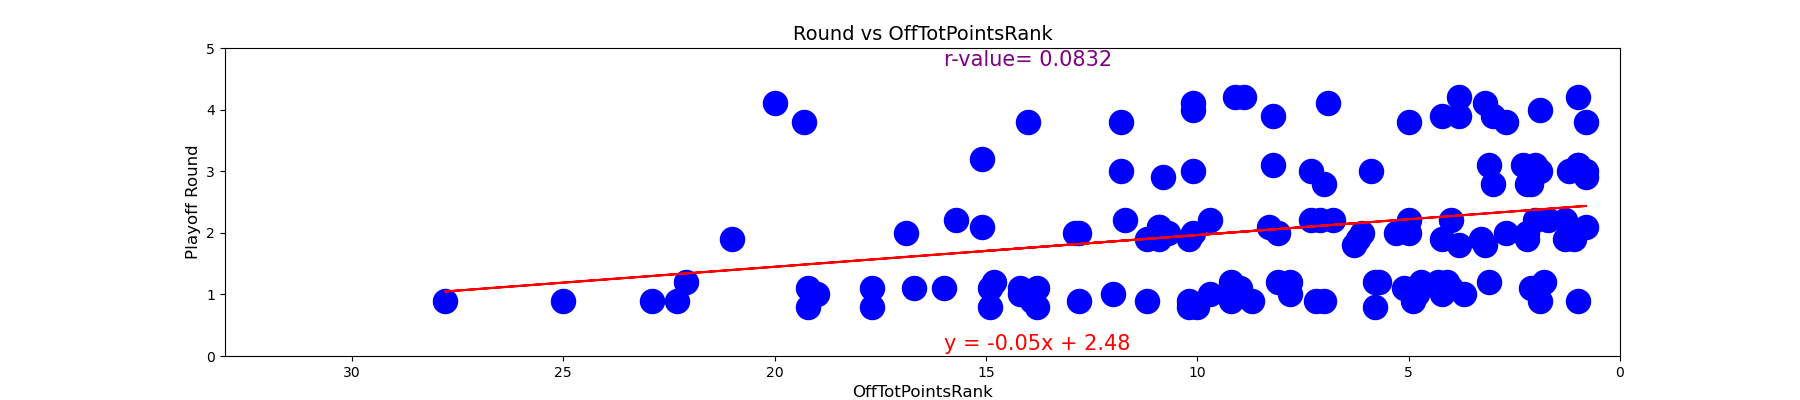 Round vs OffTotPointsRank
r-value= 0.0832
5
4
3
2
1
0
Playoff Round
y = -0.05x + 2.48
30 25 20 15 10 5 0
OffTotPointsRank